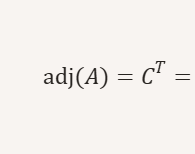 adj(A) = C^T =